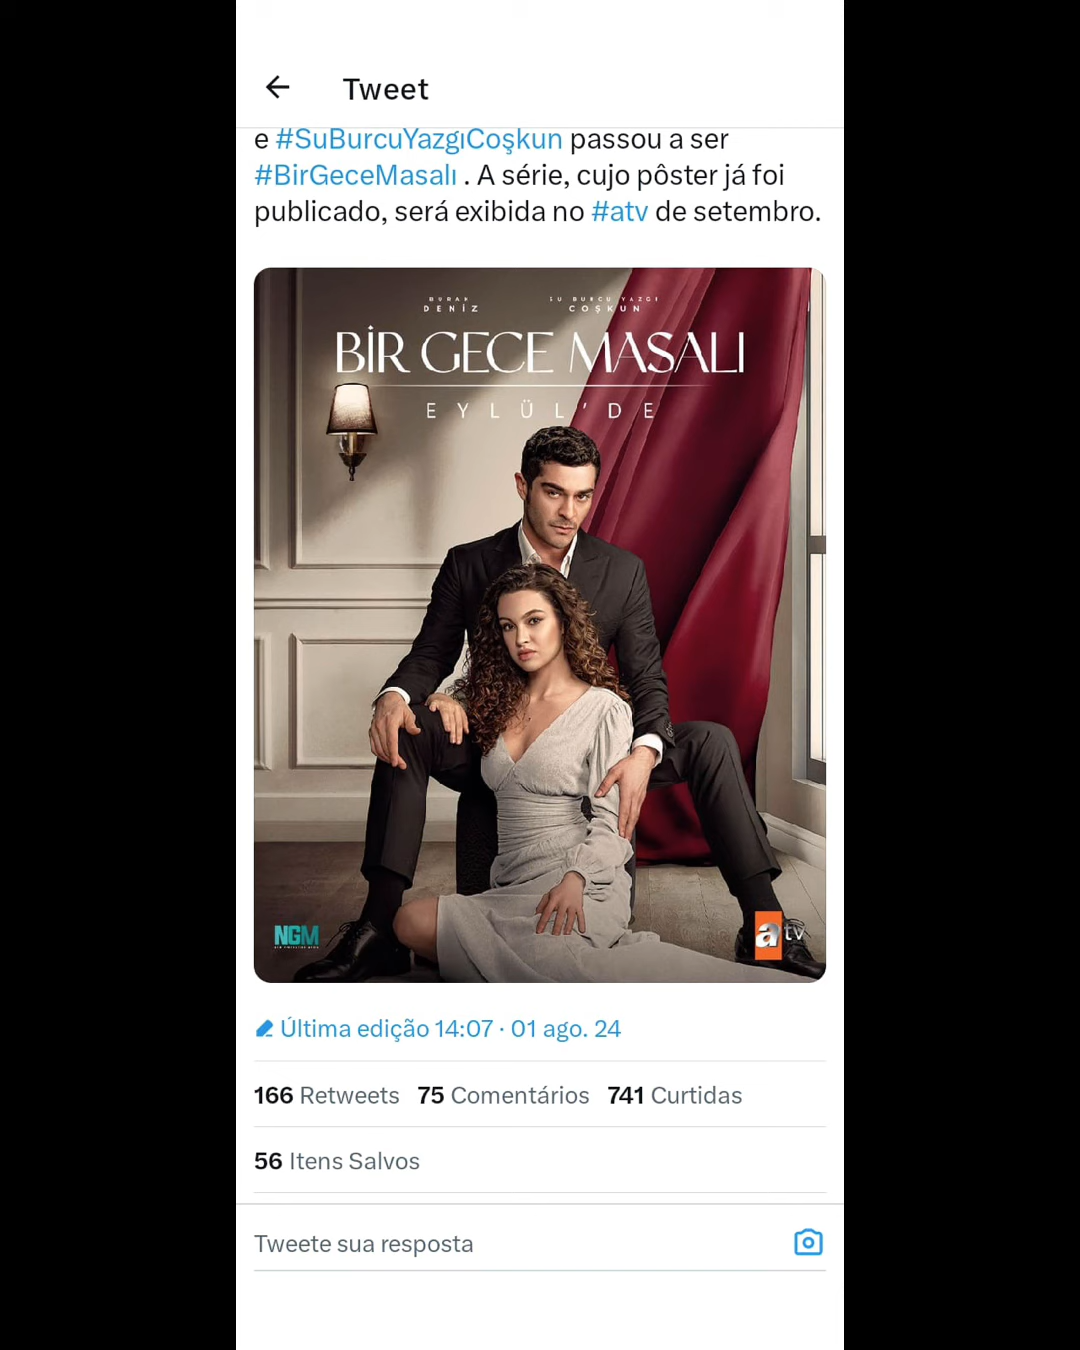 Tweet
e #SuBurcuYazgıCoşkun passou a ser
#BirGeceMasalı . A série, cujo pôster já foi
publicado, será exibida no #atv de setembro.
BURAK
DENİZ
SU BURCU YAZGI
COŞKUN
BİR GECE MASALI
EYLÜL'DE
NGM
atv
Última edição 14:07 · 01 ago. 24
166 Retweets 75 Comentários 741 Curtidas
56 Itens Salvos
Tweete sua resposta